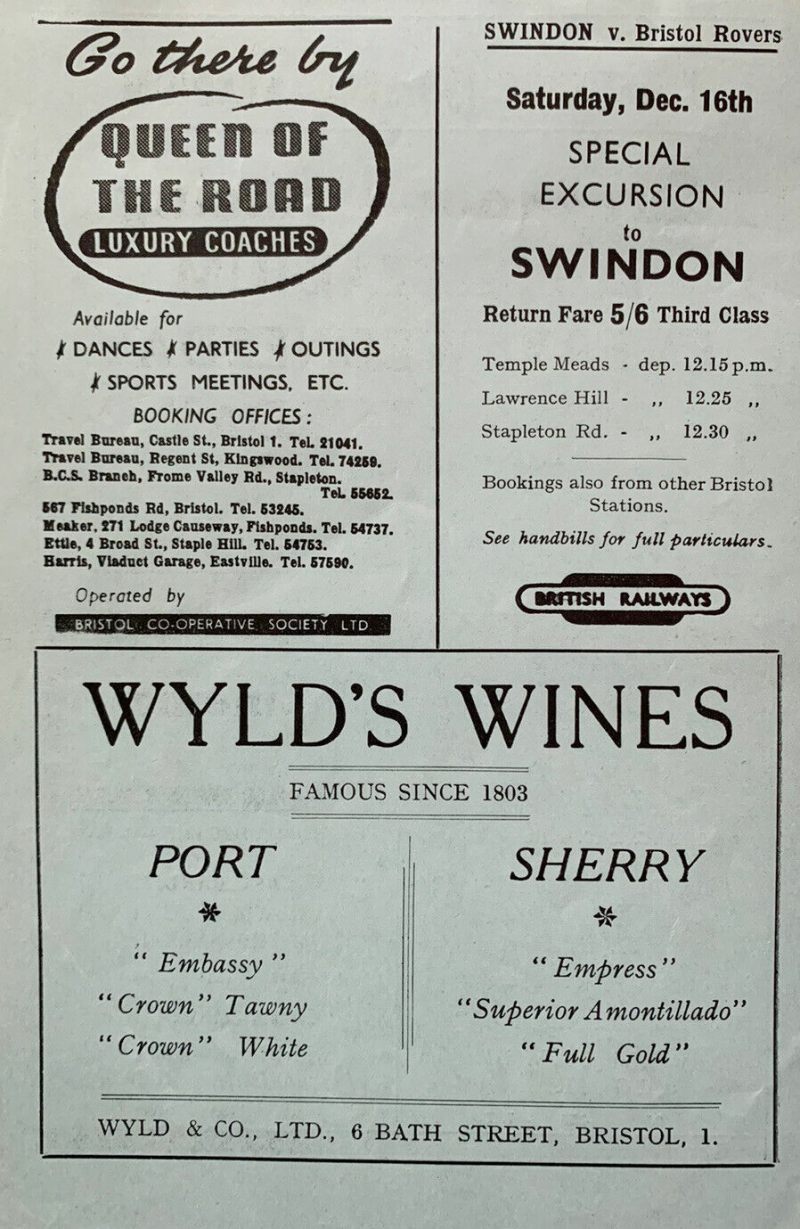 Go there by
QUEEN OF
THE ROAD
LUXURY COACHES
Available for
DANCES PARTIES OUTINGS
SPORTS MEETINGS, ETC.
BOOKING OFFICES:
Travel Bureau, Castle St., Bristol 1. Tel. 21041.
Travel Bureau, Regent St, Kingswood. Tel. 74259.
B.C.S. Branch, Frome Valley Rd., Stapleton.
Tel. 55652.
567 Fishponds Rd, Bristol. Tel. 53245.
Meaker, 271 Lodge Causeway, Fishponds. Tel. 54737.
Ettle, 4 Broad St., Staple Hill. Tel. 54753.
Harris, Viaduct Garage, Eastville. Tel. 57590.
Operated by
BRISTOL CO-OPERATIVE SOCIETY LTD
SWINDON v. Bristol Rovers
Saturday, Dec. 16th
SPECIAL
EXCURSION
to
SWINDON
Return Fare 5/6 Third Class
Temple Meads - dep. 12.15 p.m.
Lawrence Hill - ,, 12.25 ,,
Stapleton Rd. - ,, 12.30 ,,
Bookings also from other Bristol
Stations.
See handbills for full particulars.
BRITISH RAILWAYS
WYLD'S WINES
FAMOUS SINCE 1803
PORT
"Embassy"
"Crown" Tawny
"Crown" White
SHERRY
"Empress"
"Superior Amontillado"
"Full Gold"
WYLD & CO., LTD., 6 BATH STREET, BRISTOL, 1.